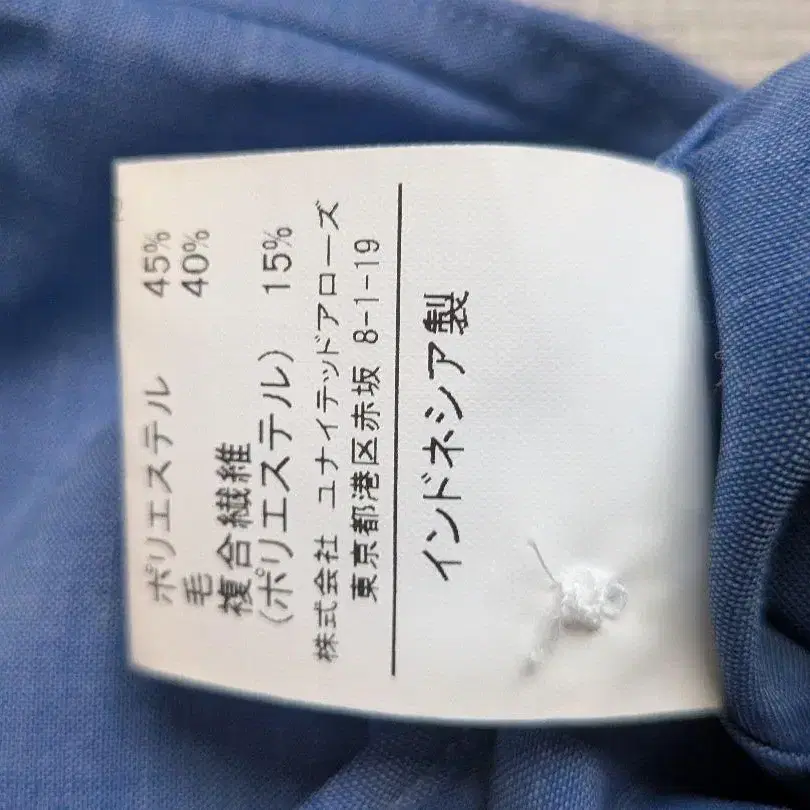 ポリエステル 45%
毛 40%
複合繊維
(ポリエステル) 15%
株式会社 ユナイテッドアローズ
東京都港区赤坂 8-1-19
インドネシア製